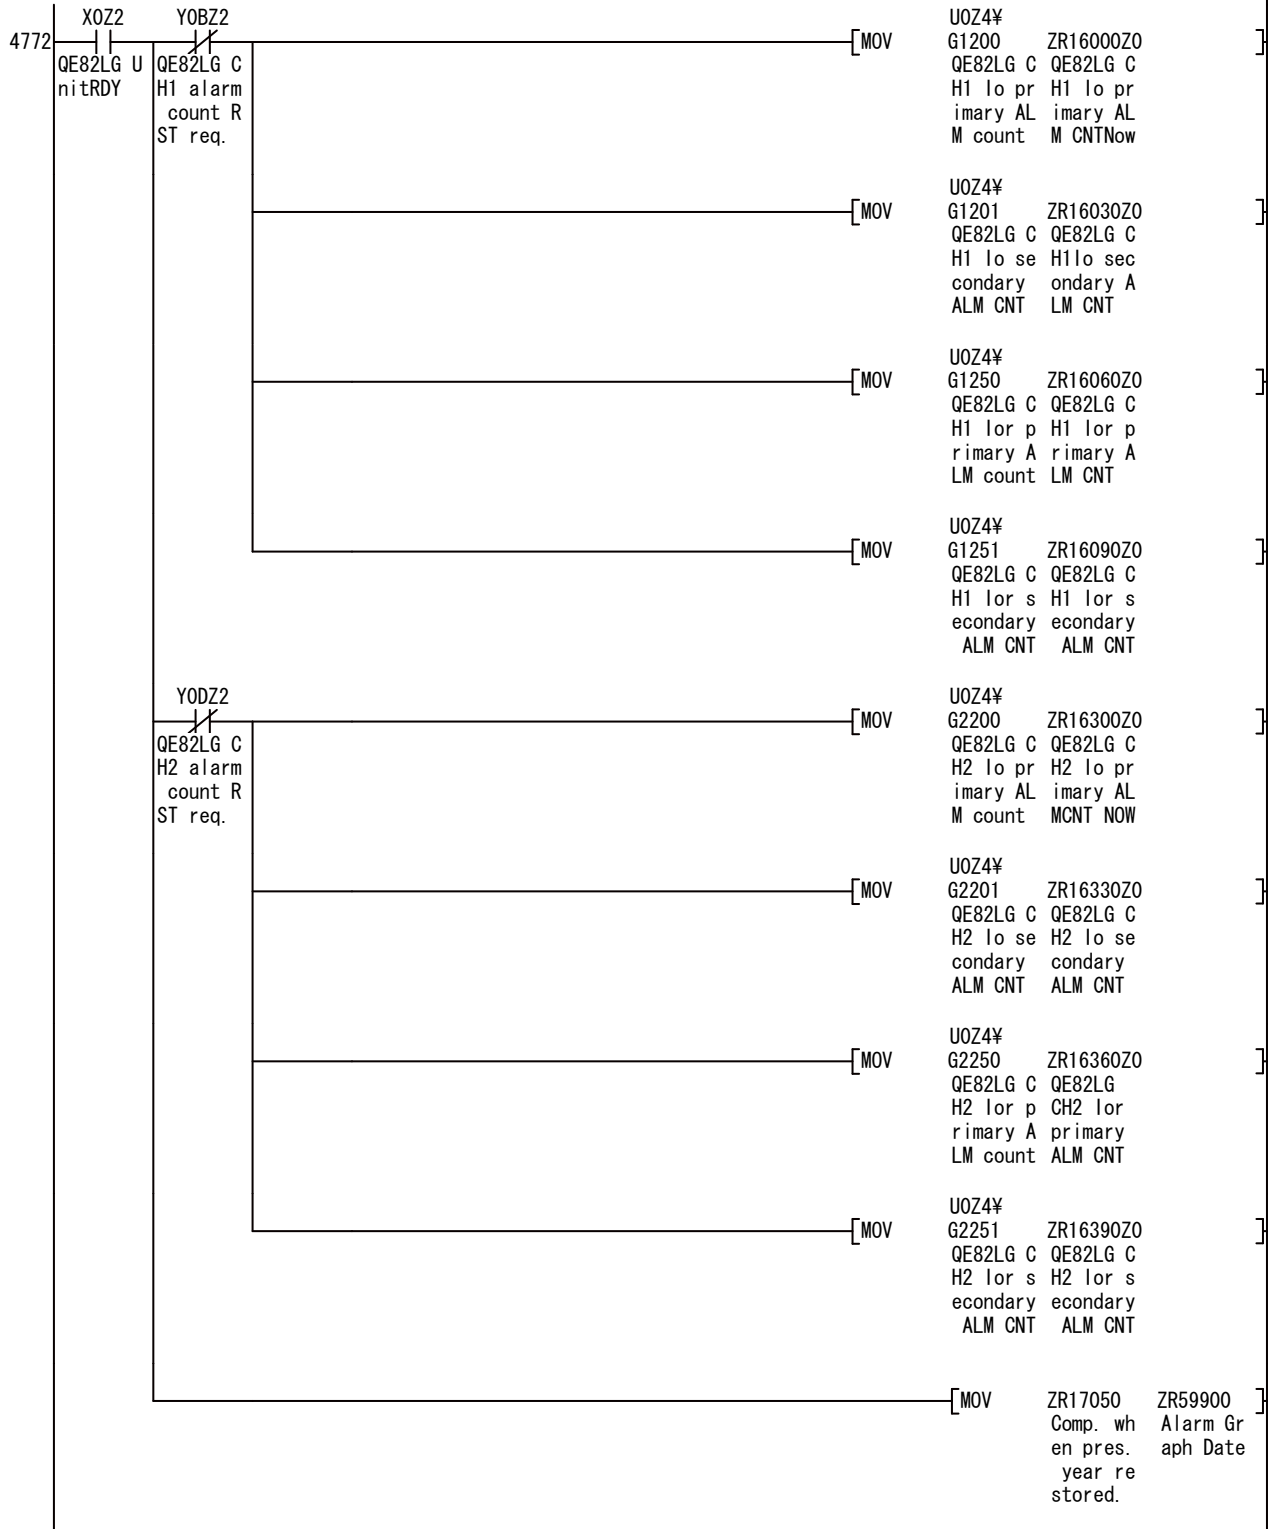 X0Z2 Y0BZ2 U0Z4¥
4772 [MOV G1200 ZR16000Z0 ]
QE82LG U QE82LG C QE82LG C QE82LG C
nitRDY H1 alarm H1 lo pr H1 lo pr
count R imary AL imary AL
ST req. M count M CNTNow
U0Z4¥
[MOV G1201 ZR16030Z0 ]
QE82LG C QE82LG C
H1 lo se H1lo sec
condary ondary A
ALM CNT LM CNT
U0Z4¥
[MOV G1250 ZR16060Z0 ]
QE82LG C QE82LG C
H1 lor p H1 lor p
rimary A rimary A
LM count LM CNT
U0Z4¥
[MOV G1251 ZR16090Z0 ]
QE82LG C QE82LG C
H1 lor s H1 lor s
econdary econdary
ALM CNT ALM CNT
Y0DZ2 U0Z4¥
[MOV G2200 ZR16300Z0 ]
QE82LG C QE82LG C QE82LG C
H2 alarm H2 lo pr H2 lo pr
count R imary AL imary AL
ST req. M count MCNT NOW
U0Z4¥
[MOV G2201 ZR16330Z0 ]
QE82LG C QE82LG C
H2 lo se H2 lo se
condary condary
ALM CNT ALM CNT
U0Z4¥
[MOV G2250 ZR16360Z0 ]
QE82LG C QE82LG
H2 lor p CH2 lor
rimary A primary
LM count ALM CNT
U0Z4¥
[MOV G2251 ZR16390Z0 ]
QE82LG C QE82LG C
H2 lor s H2 lor s
econdary econdary
ALM CNT ALM CNT
[MOV ZR17050 ZR59900 ]
Comp. wh Alarm Gr
en pres. aph Date
year re
stored.